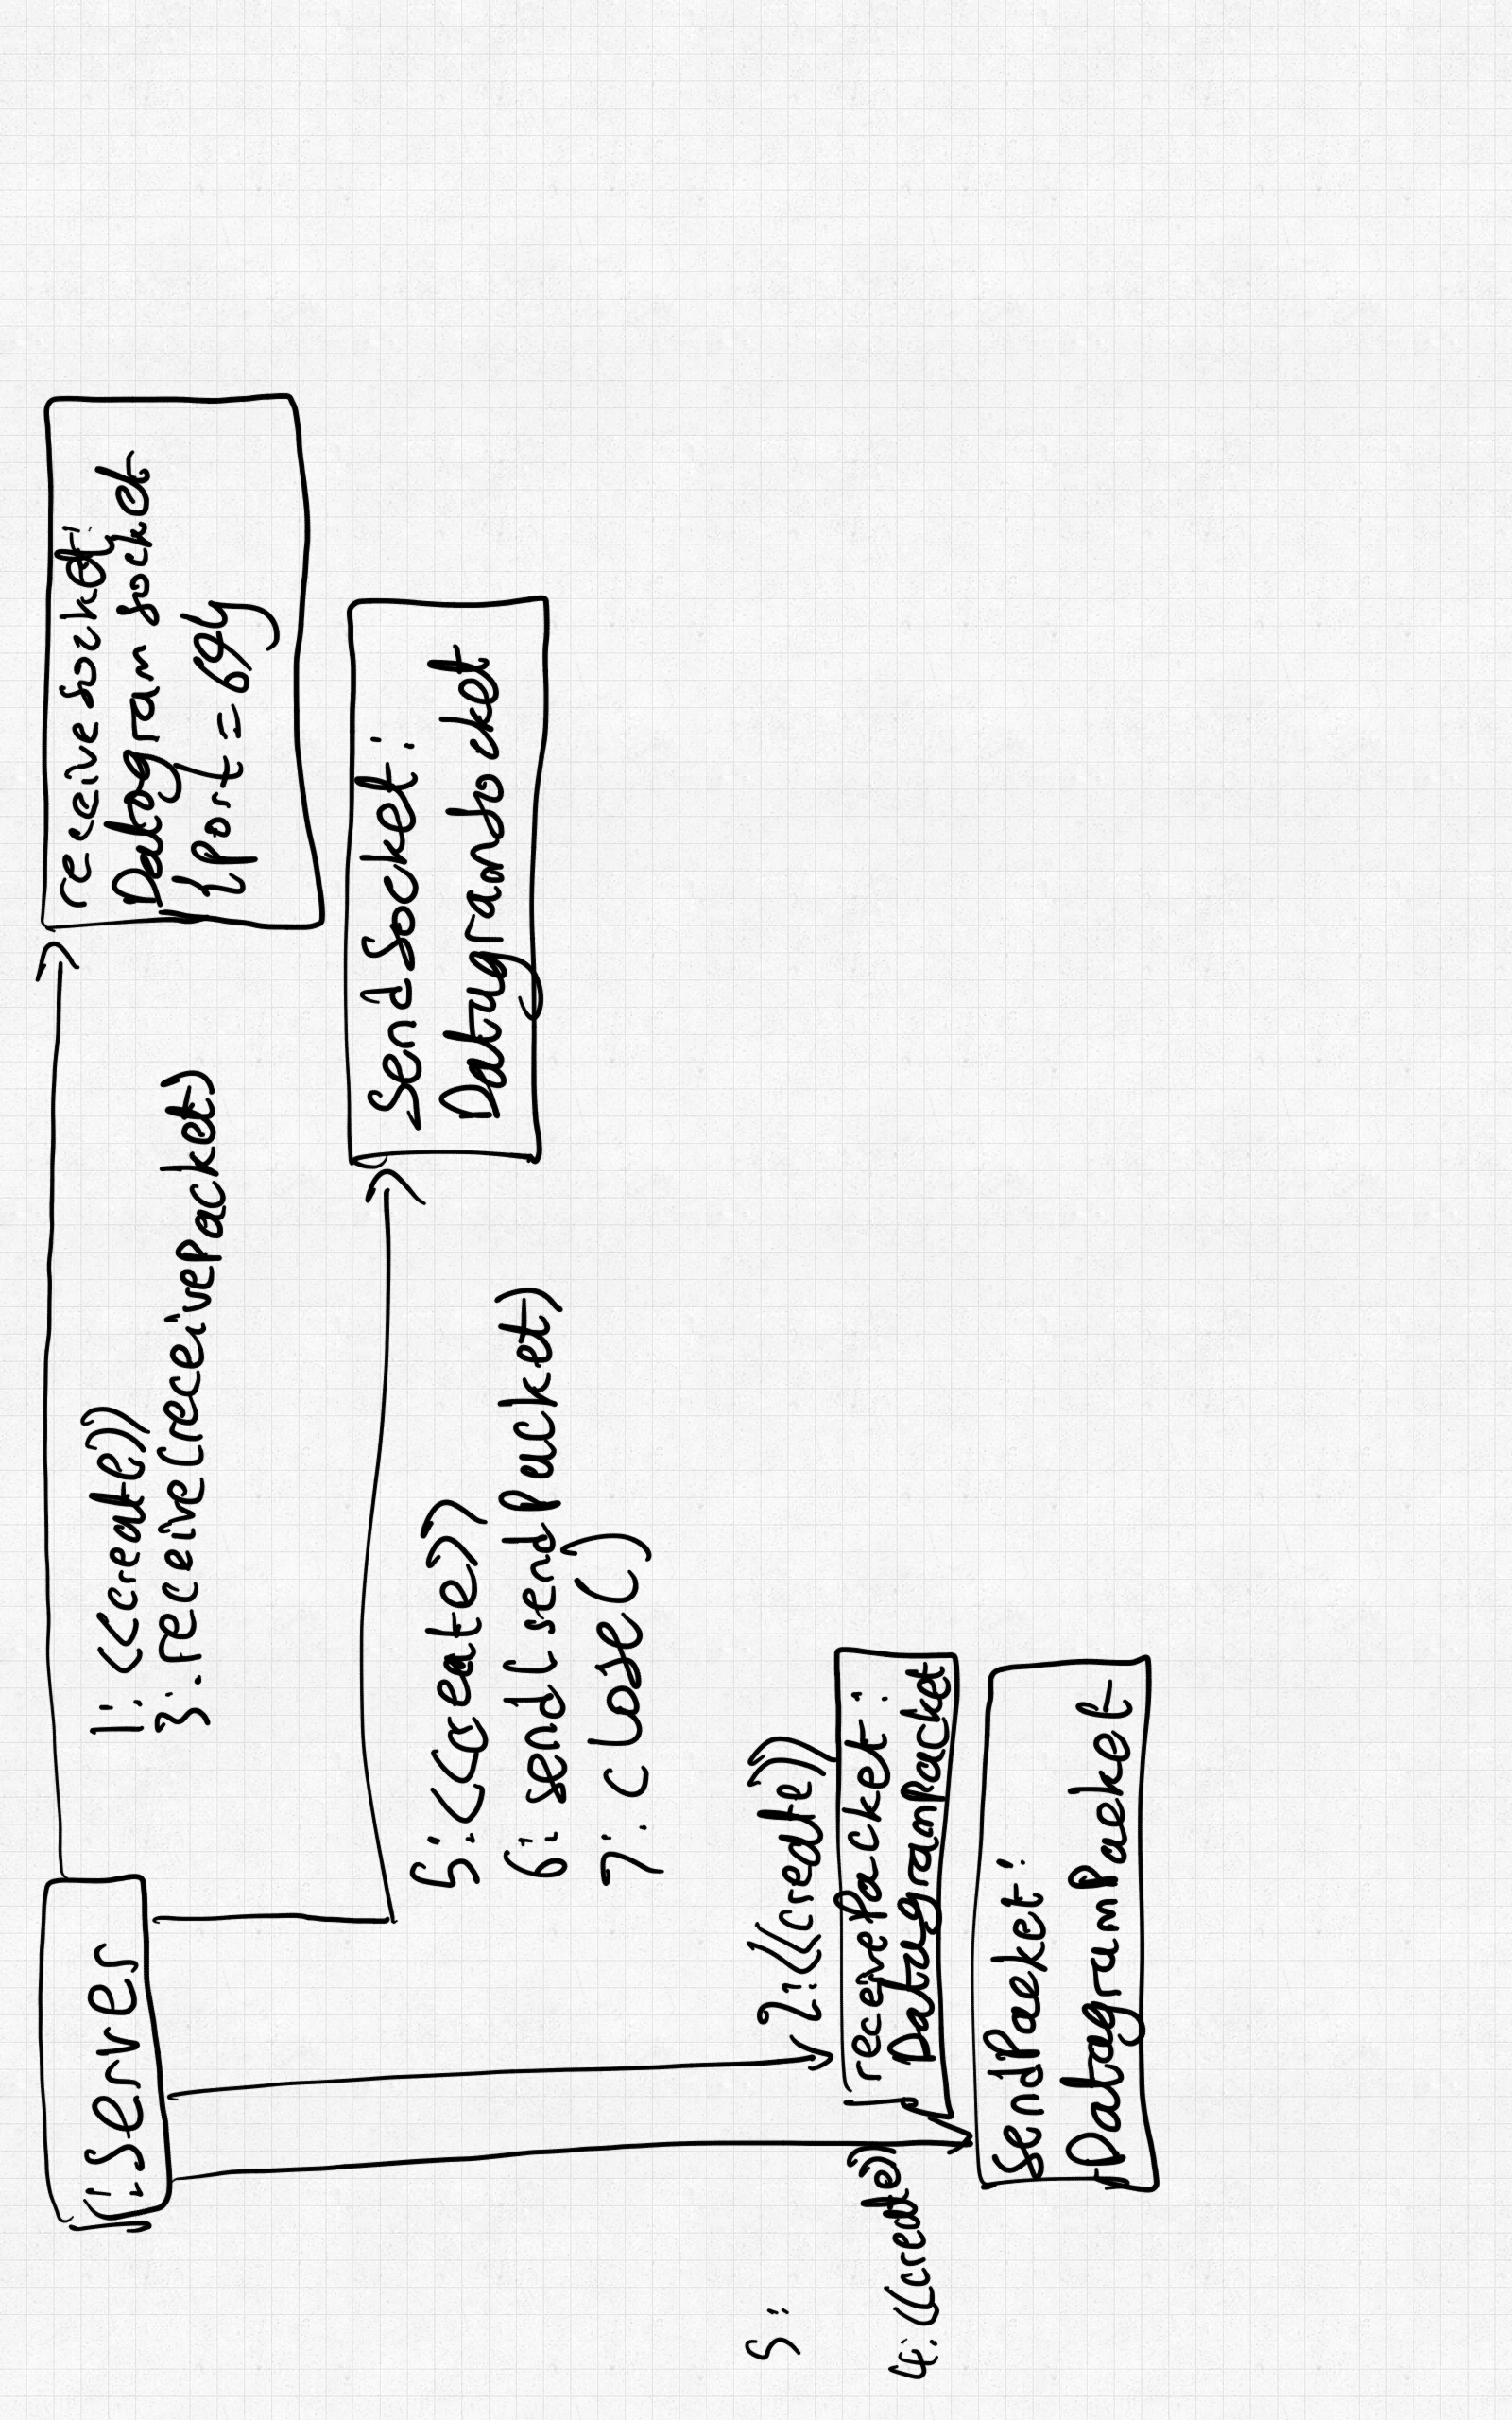 :Server
1: <<create>>
3: receive(receivePacket)
receivesocket:
Datagramsocket
{port = 69}
5: <<create>>
6: send(sendPacket)
7: close()
SendSocket:
DatagramSocket
2: <<create>>
receivePacket:
DatagramPacket
5:
4: <<create>>
SendPacket:
DatagramPacket